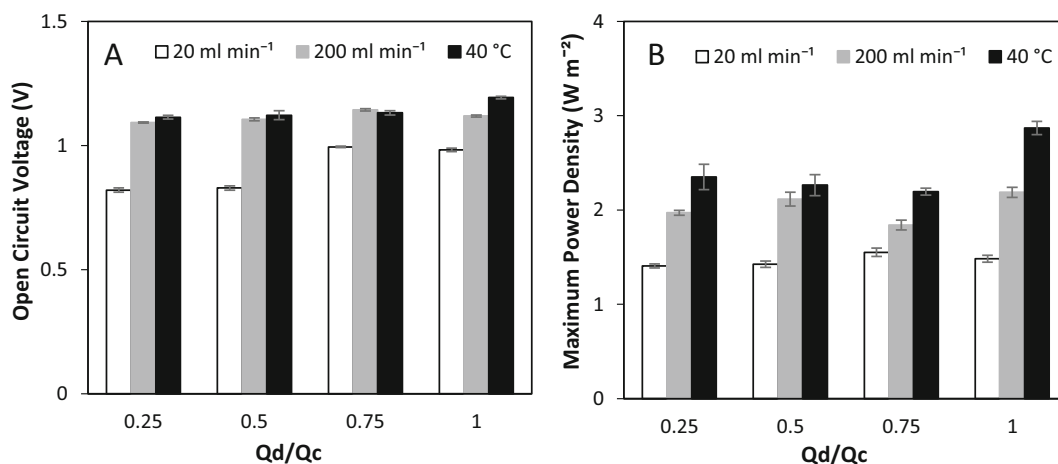 A
20 ml min⁻¹ 200 ml min⁻¹ 40 °C
Open Circuit Voltage (V)
1.5
1
0.5
0
0.25 0.5 0.75 1
Qd/Qc
B
20 ml min⁻¹ 200 ml min⁻¹ 40 °C
Maximum Power Density (W m⁻²)
4
3
2
1
0
0.25 0.5 0.75 1
Qd/Qc